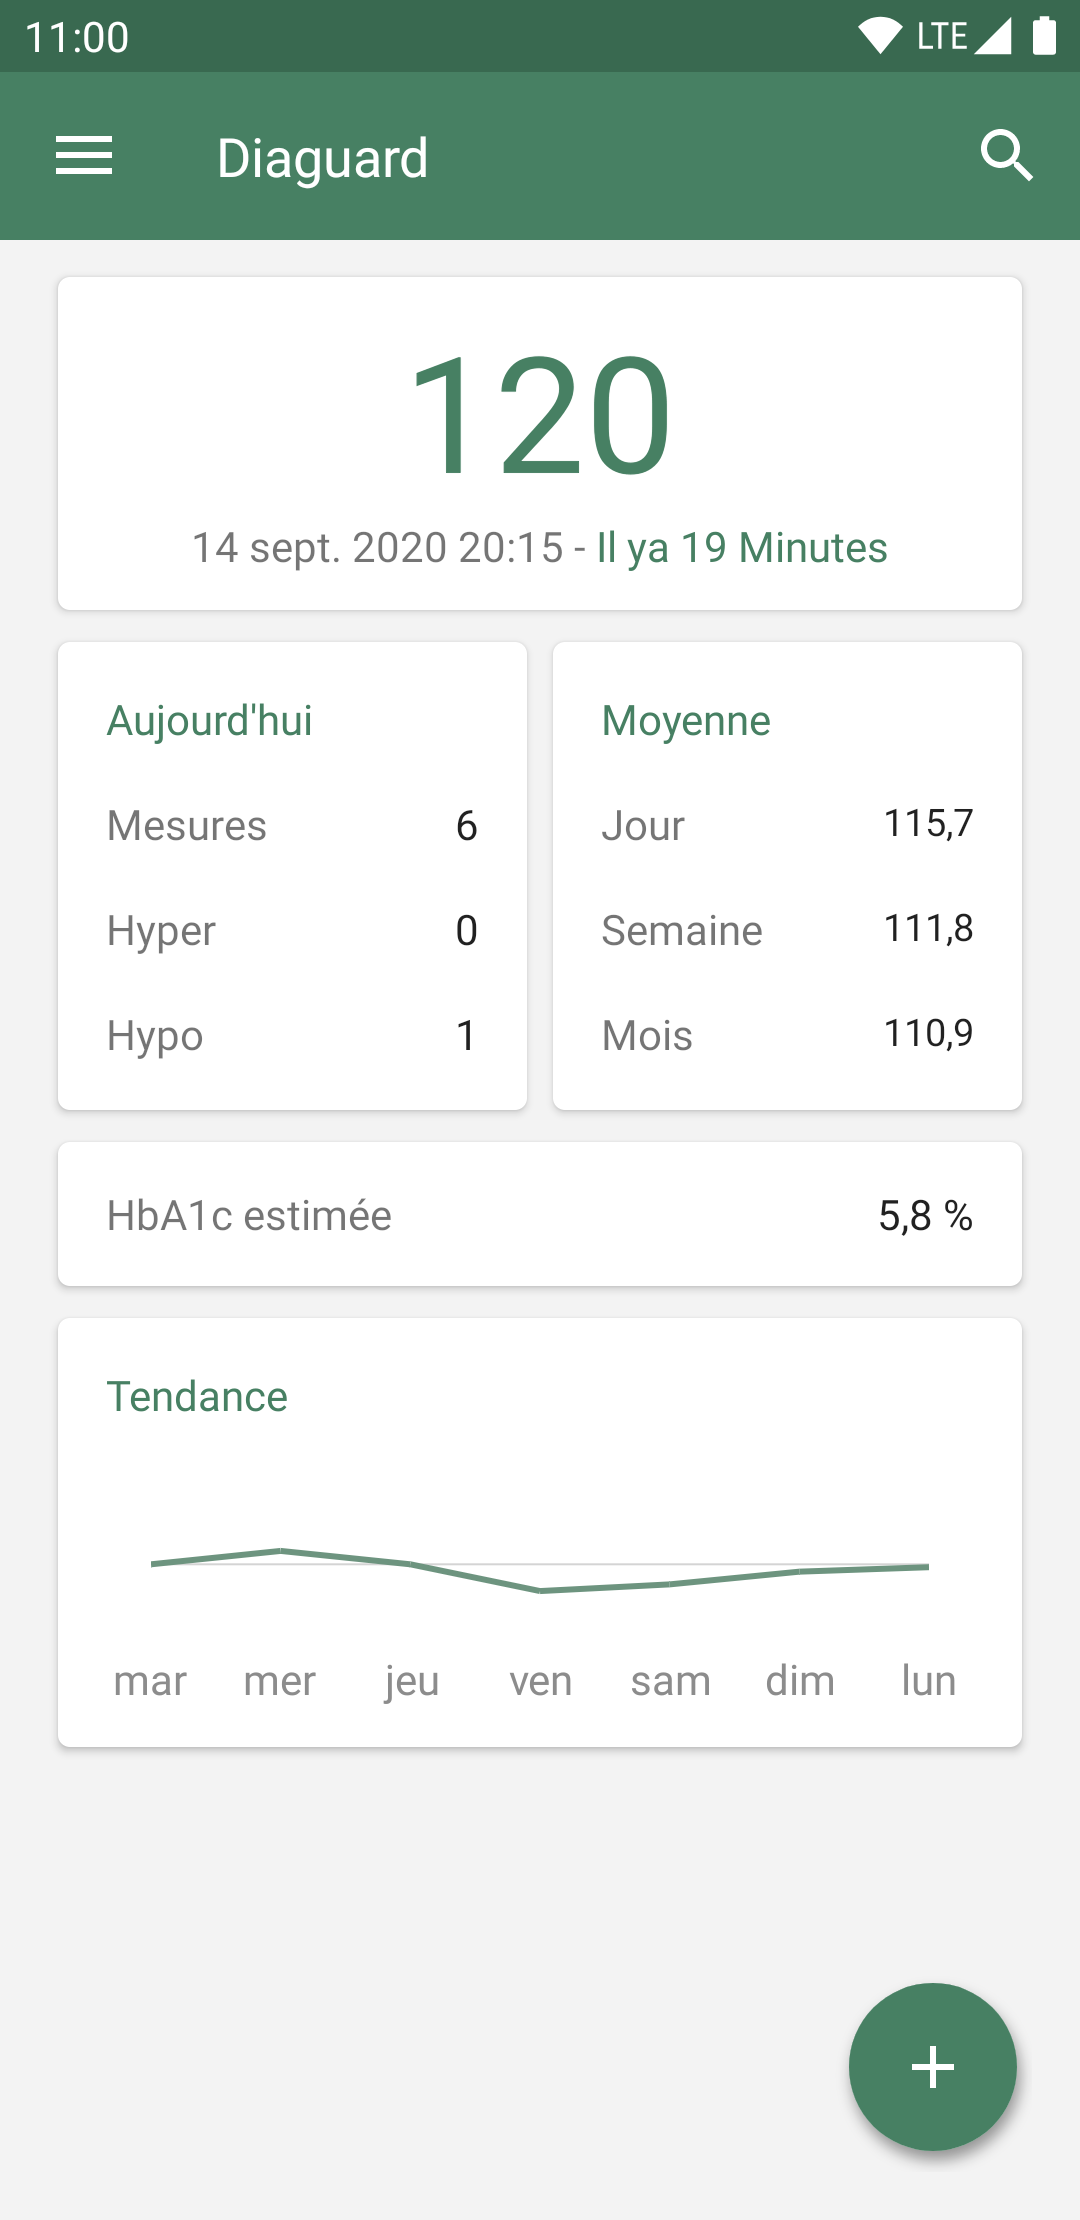 11:00 LTE
Diaguard
120
14 sept. 2020 20:15 - Il ya 19 Minutes
Aujourd'hui
Mesures 6
Hyper 0
Hypo 1
Moyenne
Jour 115,7
Semaine 111,8
Mois 110,9
HbA1c estimée 5,8 %
Tendance
mar mer jeu ven sam dim lun